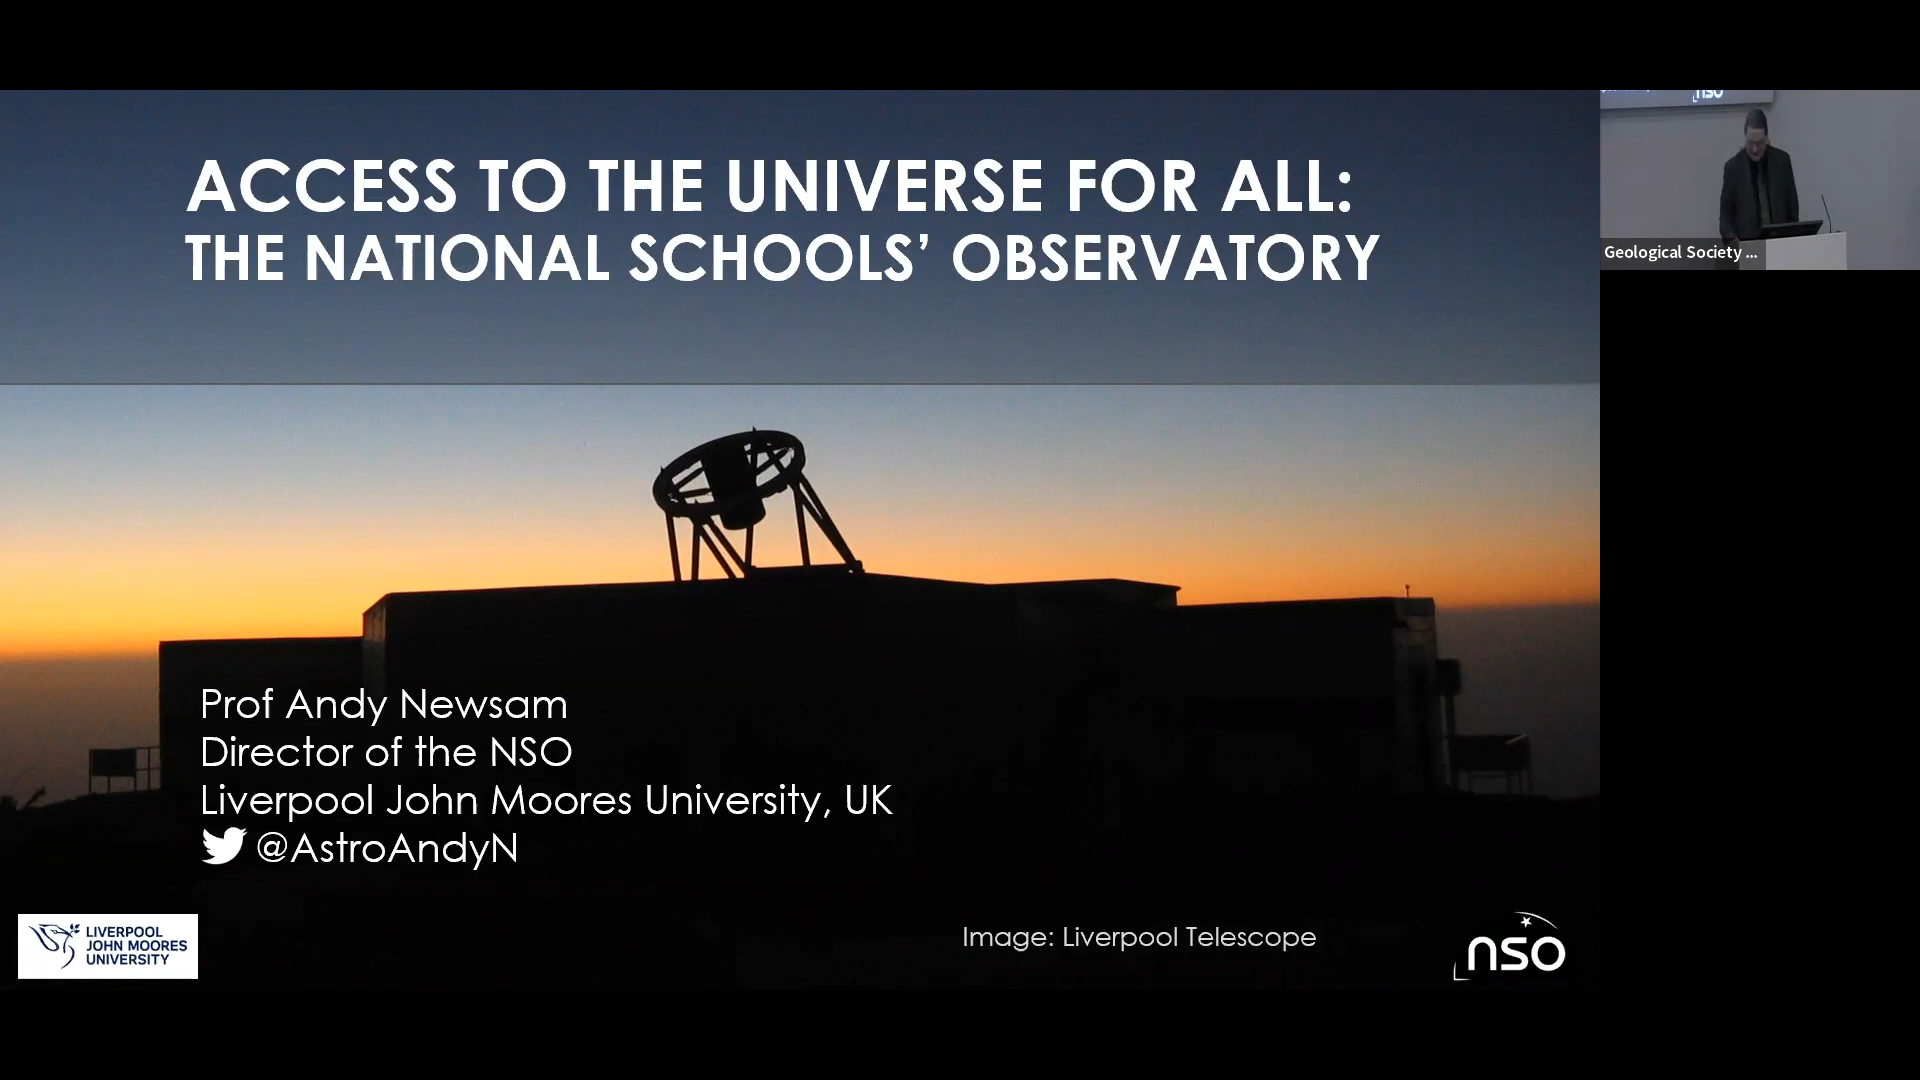 ACCESS TO THE UNIVERSE FOR ALL:
THE NATIONAL SCHOOLS’ OBSERVATORY
nso
Geological Society ...
Prof Andy Newsam
Director of the NSO
Liverpool John Moores University, UK
@AstroAndyN
LIVERPOOL
JOHN MOORES
UNIVERSITY
Image: Liverpool Telescope
nso